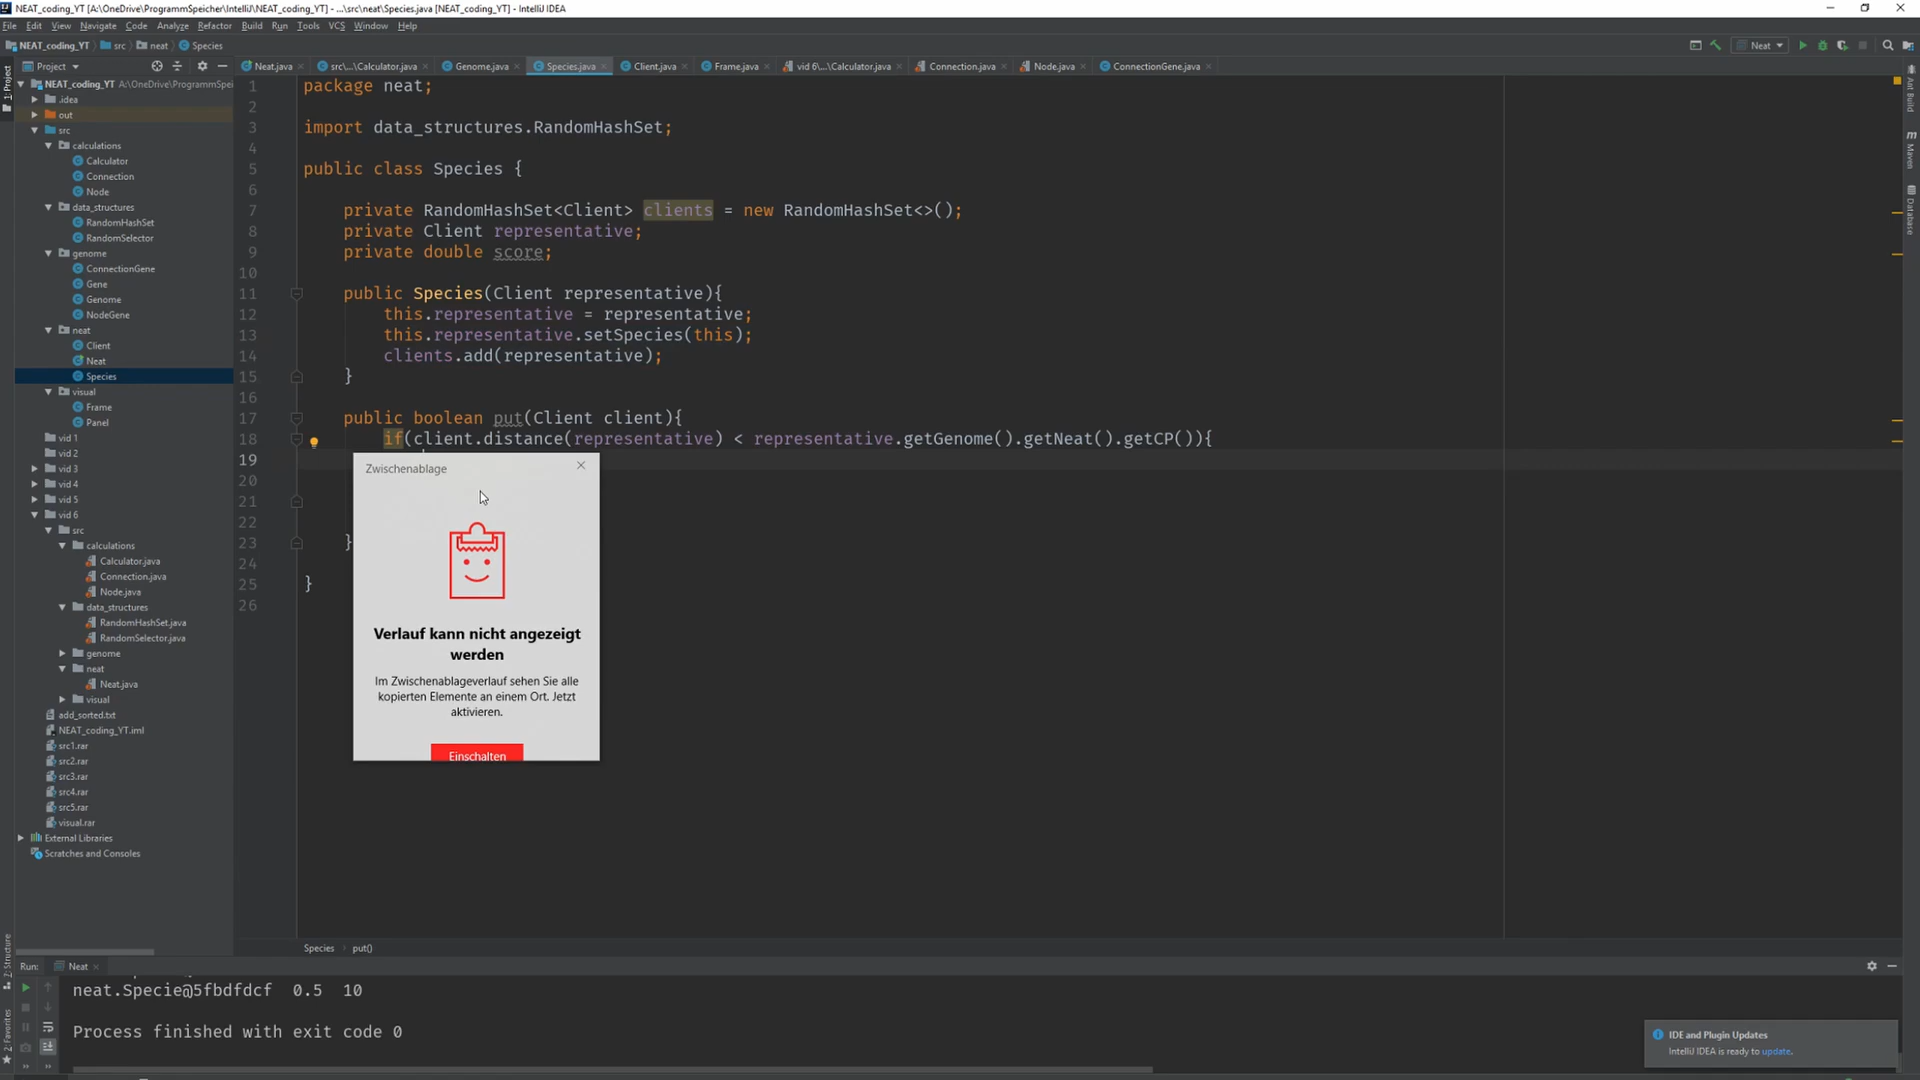 NEAT_coding_YT [A:\OneDrive\ProgrammSpeicher\IntelliJ\NEAT_coding_YT] - ...\src\neat\Species.java [NEAT_coding_YT] - IntelliJ IDEA
File Edit View Navigate Code Analyze Refactor Build Run Tools VCS Window Help
NEAT_coding_YT src neat Species
Neat
Project
Neat.java src\...\Calculator.java Genome.java Species.java Client.java Frame.java vid 6\...\Calculator.java Connection.java Node.java ConnectionGene.java
1: Project
NEAT_coding_YT A:\OneDrive\ProgrammSpei
.idea
out
src
calculations
Calculator
Connection
Node
data_structures
RandomHashSet
RandomSelector
genome
ConnectionGene
Gene
Genome
NodeGene
neat
Client
Neat
Species
visual
Frame
Panel
vid 1
vid 2
vid 3
vid 4
vid 5
vid 6
src
calculations
Calculator.java
Connection.java
Node.java
data_structures
RandomHashSet.java
RandomSelector.java
genome
neat
Neat.java
visual
add_sorted.txt
NEAT_coding_YT.iml
src1.rar
src2.rar
src3.rar
src4.rar
src5.rar
visual.rar
External Libraries
Scratches and Consoles
1 package neat;
2
3 import data_structures.RandomHashSet;
4
5 public class Species {
6
7 private RandomHashSet<Client> clients = new RandomHashSet<>();
8 private Client representative;
9 private double score;
10
11 public Species(Client representative){
12 this.representative = representative;
13 this.representative.setSpecies(this);
14 clients.add(representative);
15 }
16
17 public boolean put(Client client){
18 if(client.distance(representative) < representative.getGenome().getNeat().getCP()){
19
20
21
22
23 }
24
25 }
26
Zwischenablage
Verlauf kann nicht angezeigt
werden
Im Zwischenablageverlauf sehen Sie alle
kopierten Elemente an einem Ort. Jetzt
aktivieren.
Einschalten
Ant Build
Maven
Database
Species put()
Z: Structure
2: Favorites
Run: Neat
neat.Specie@5fbdfdcf 0.5 10
Process finished with exit code 0
IDE and Plugin Updates
IntelliJ IDEA is ready to update.